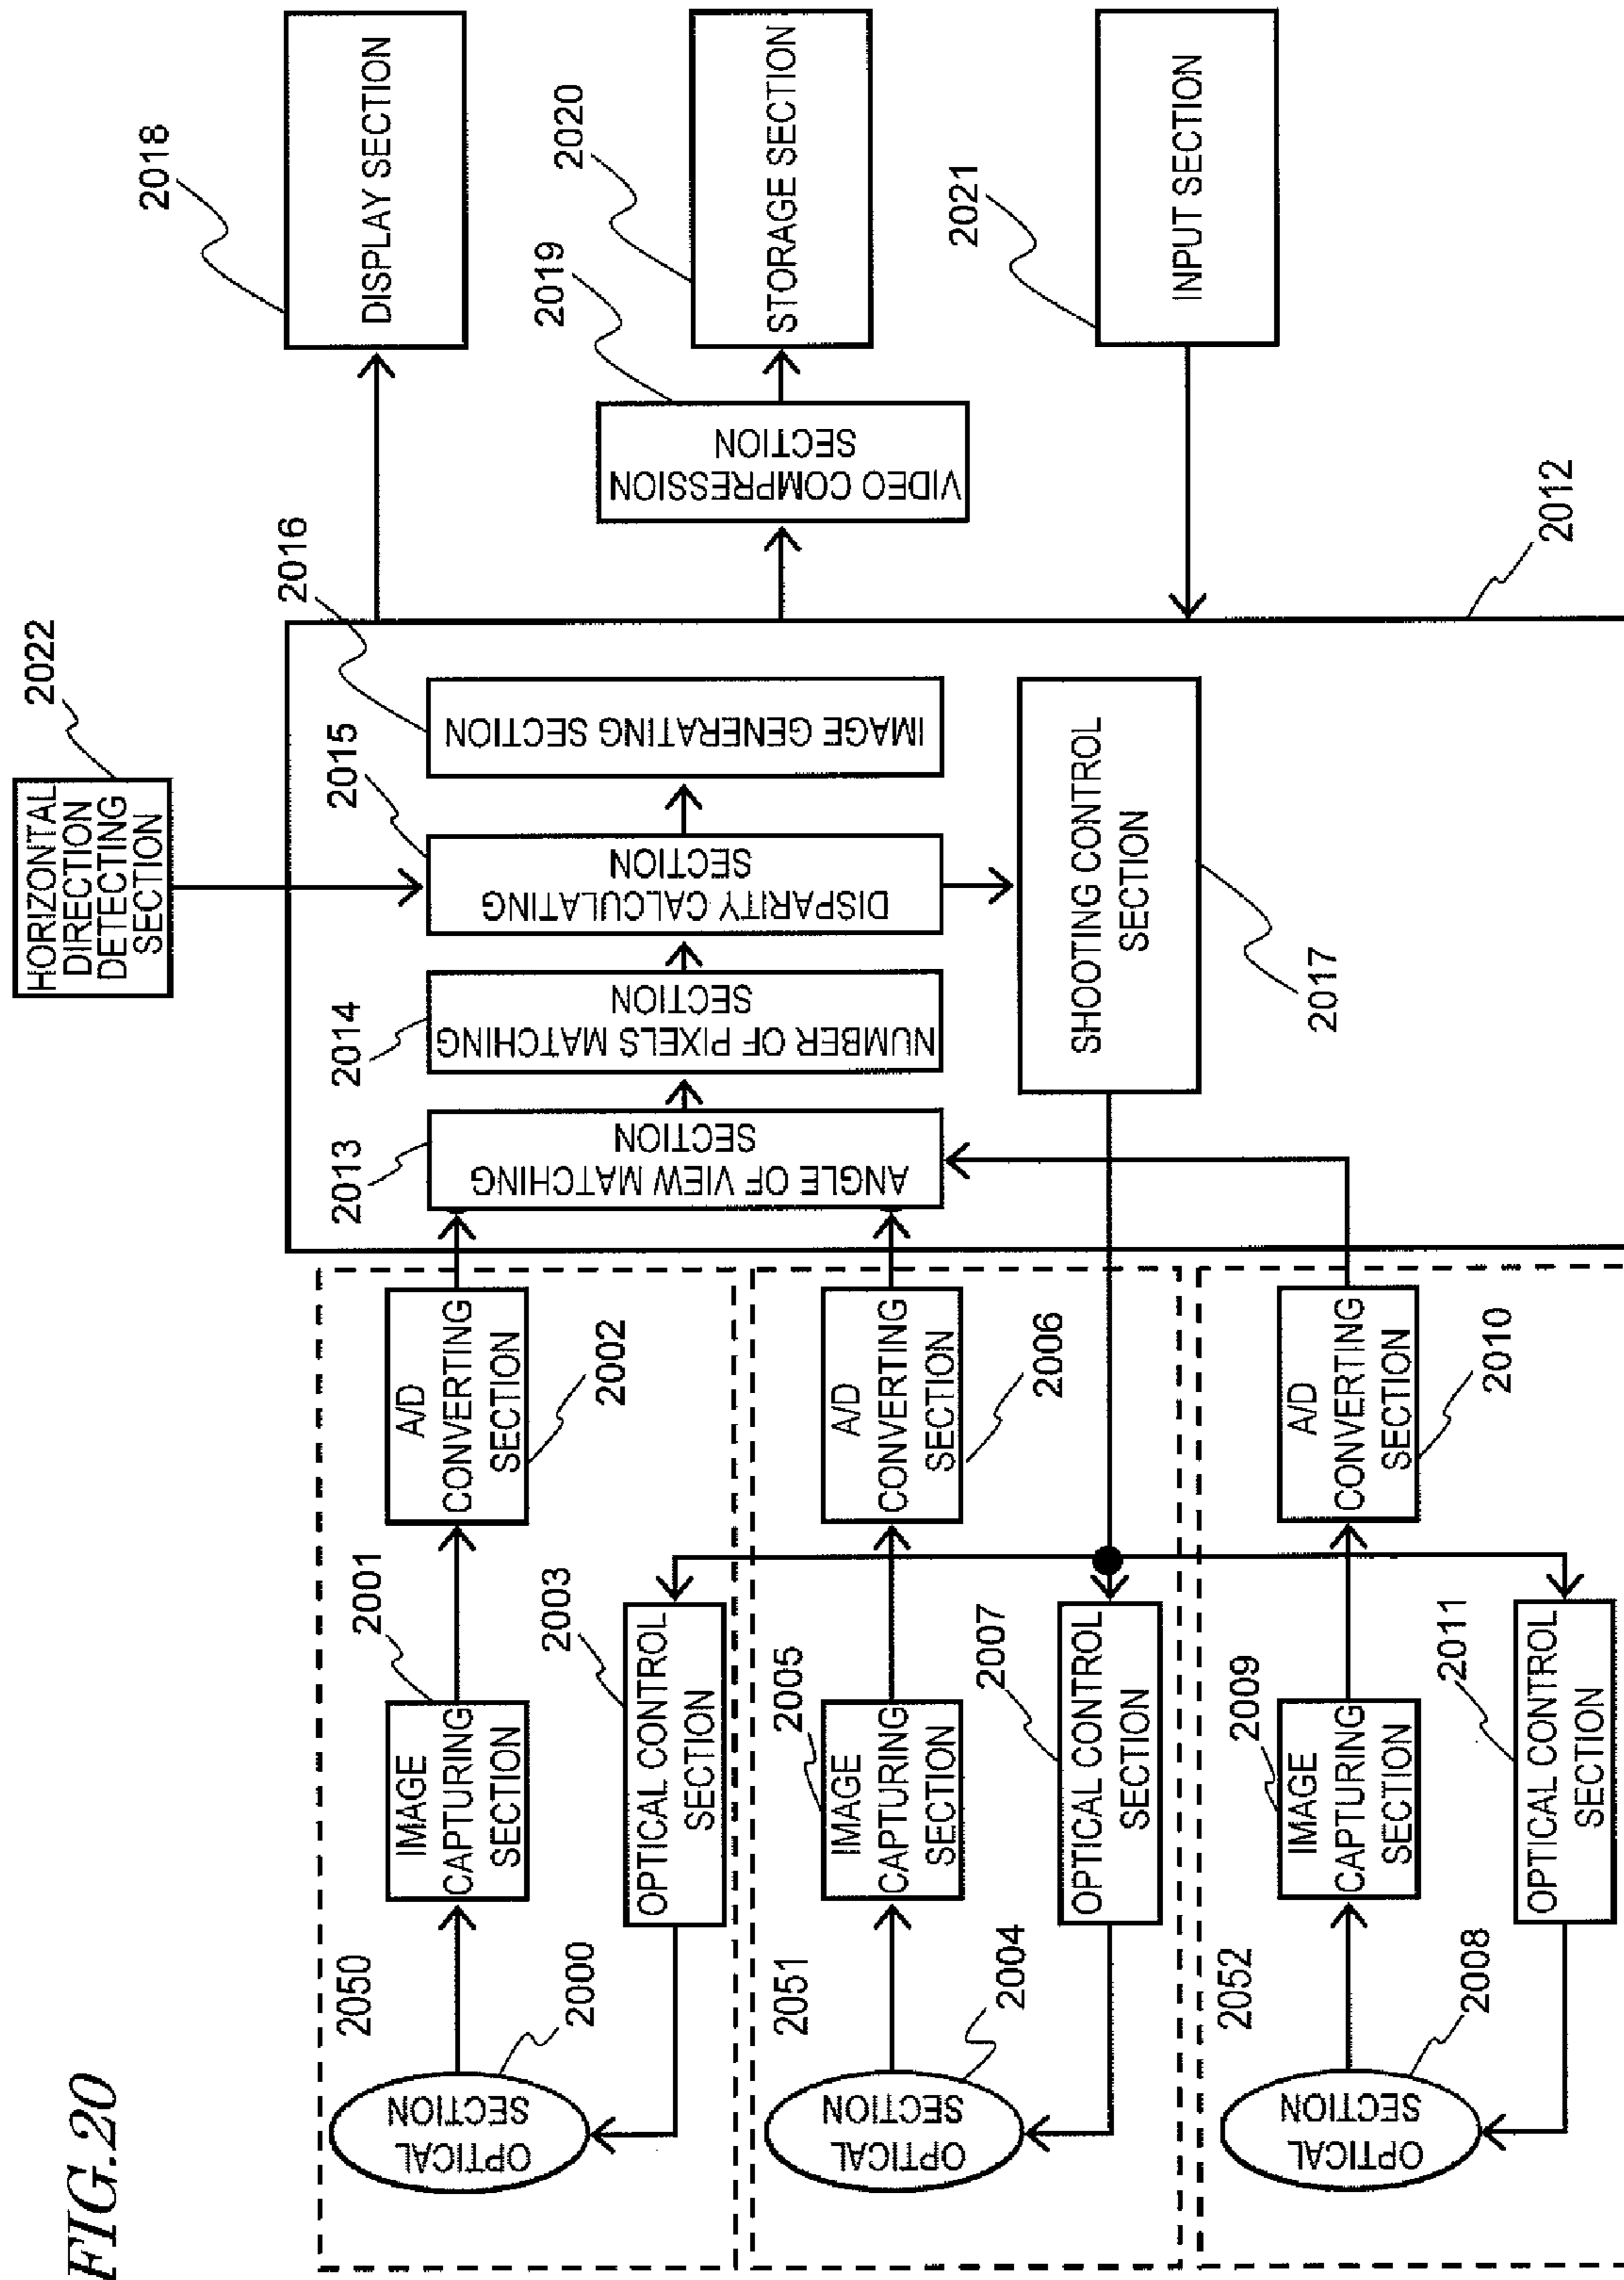 FIG.20
HORIZONTAL
DIRECTION
DETECTING
SECTION
2022
2050
OPTICAL
SECTION
2000
IMAGE
CAPTURING
SECTION
2001
A/D
CONVERTING
SECTION
2002
OPTICAL CONTROL
SECTION
2003
2051
OPTICAL
SECTION
2004
IMAGE
CAPTURING
SECTION
2005
A/D
CONVERTING
SECTION
2006
OPTICAL CONTROL
SECTION
2007
2052
OPTICAL
SECTION
2008
IMAGE
CAPTURING
SECTION
2009
A/D
CONVERTING
SECTION
2010
OPTICAL CONTROL
SECTION
2011
2012
ANGLE OF VIEW MATCHING
SECTION
2013
NUMBER OF PIXELS MATCHING
SECTION
2014
DISPARITY CALCULATING
SECTION
2015
IMAGE GENERATING SECTION
2016
SHOOTING CONTROL
SECTION
2017
DISPLAY SECTION
2018
VIDEO COMPRESSION
SECTION
2019
STORAGE SECTION
2020
INPUT SECTION
2021